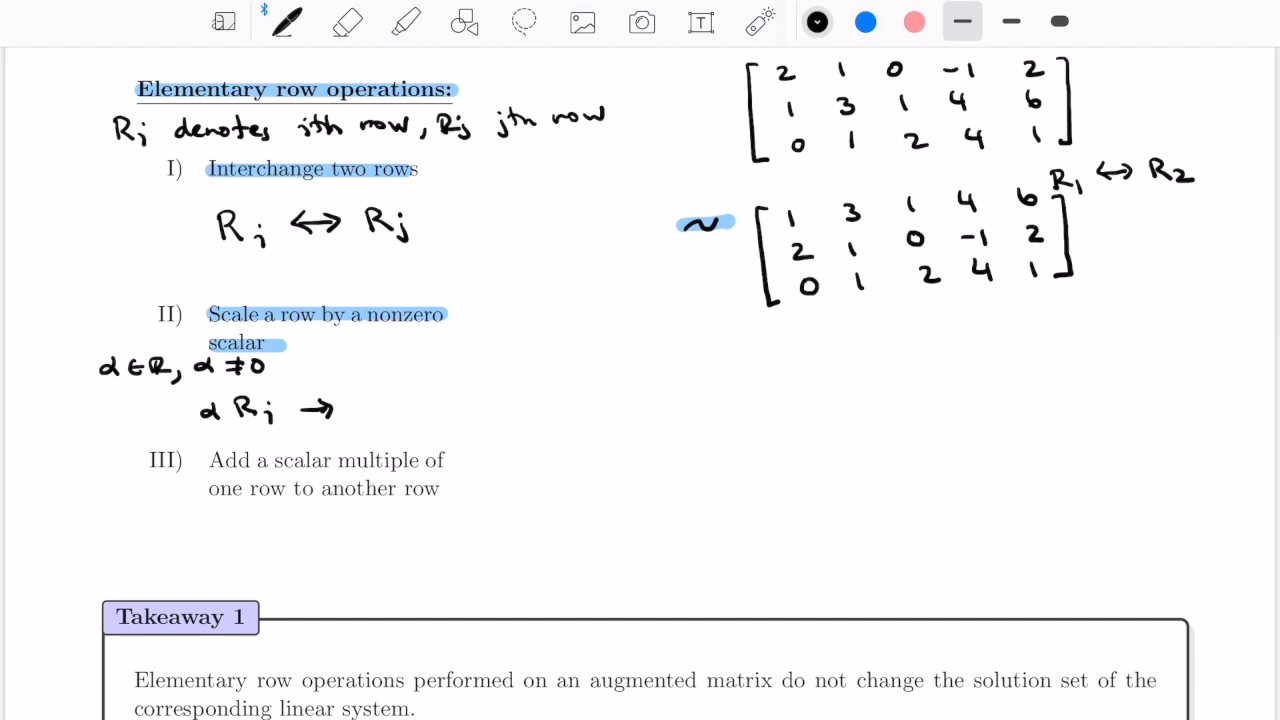 Elementary row operations:
Ri denotes ith row, Rj jth row
I) Interchange two rows
Ri ↔ Rj
II) Scale a row by a nonzero
scalar
α ∈ ℝ, α ≠ 0
α Ri →
III) Add a scalar multiple of
one row to another row
2 1 0 -1 2
1 3 1 4 6
0 1 2 4 1
R1 ↔ R2
~ 1 3 1 4 6
2 1 0 -1 2
0 1 2 4 1
Takeaway 1
Elementary row operations performed on an augmented matrix do not change the solution set of the
corresponding linear system.